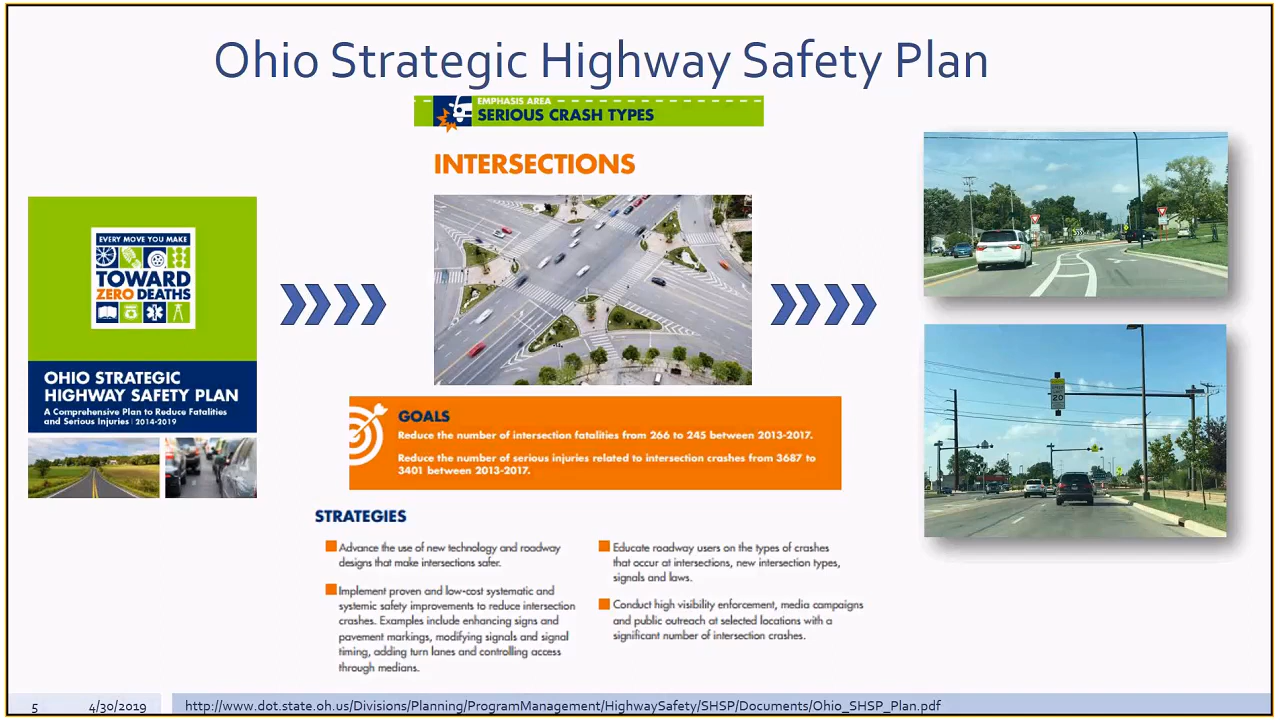 Ohio Strategic Highway Safety Plan
EMPHASIS AREA
SERIOUS CRASH TYPES
INTERSECTIONS
EVERY MOVE YOU MAKE
TOWARD
ZERO DEATHS
OHIO STRATEGIC
HIGHWAY SAFETY PLAN
A Comprehensive Plan to Reduce Fatalities
and Serious Injuries | 2014-2019
GOALS
Reduce the number of intersection fatalities from 266 to 245 between 2013-2017.
Reduce the number of serious injuries related to intersection crashes from 3687 to
3401 between 2013-2017.
STRATEGIES
Advance the use of new technology and roadway
designs that make intersections safer.
Implement proven and low-cost systematic and
systemic safety improvements to reduce intersection
crashes. Examples include enhancing signs and
pavement markings, modifying signals and signal
timing, adding turn lanes and controlling access
through medians.
Educate roadway users on the types of crashes
that occur at intersections, new intersection types,
signals and laws.
Conduct high visibility enforcement, media campaigns
and public outreach at selected locations with a
significant number of intersection crashes.
20
5
4/30/2019
http://www.dot.state.oh.us/Divisions/Planning/ProgramManagement/HighwaySafety/SHSP/Documents/Ohio_SHSP_Plan.pdf